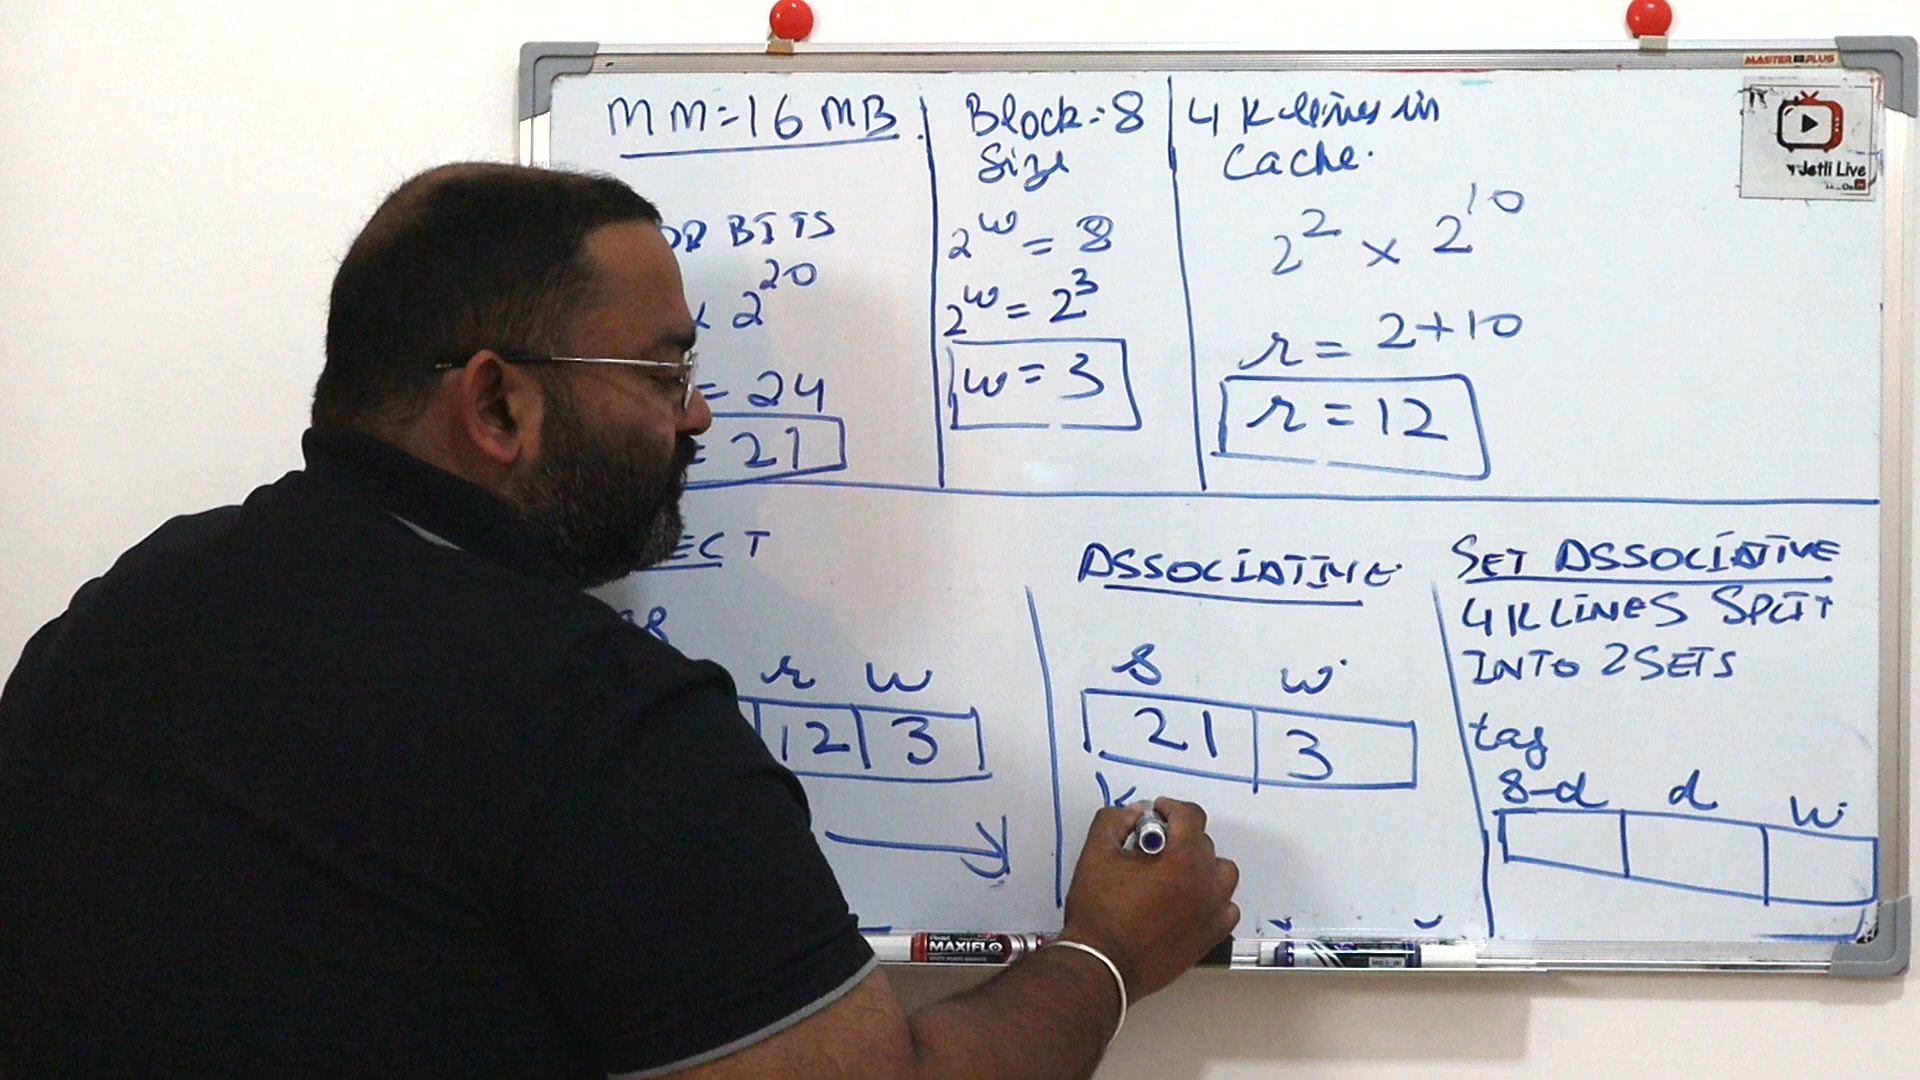 MM=16 MB
Block:8
Size
4 K lines in
Cache.
BITS
20
2
= 24
= 21
2^w = 8
2^w = 2^3
w = 3
2^2 x 2^10
r = 2+10
r = 12
ECT
r w
12 3
ASSOCIATIVE
s w
21 3
K
SET ASSOCIATIVE
4K LINES SPLIT
INTO 2 SETS
tag
s-d d w
MASTER PLUS
Jetli Live
MAXIFLO